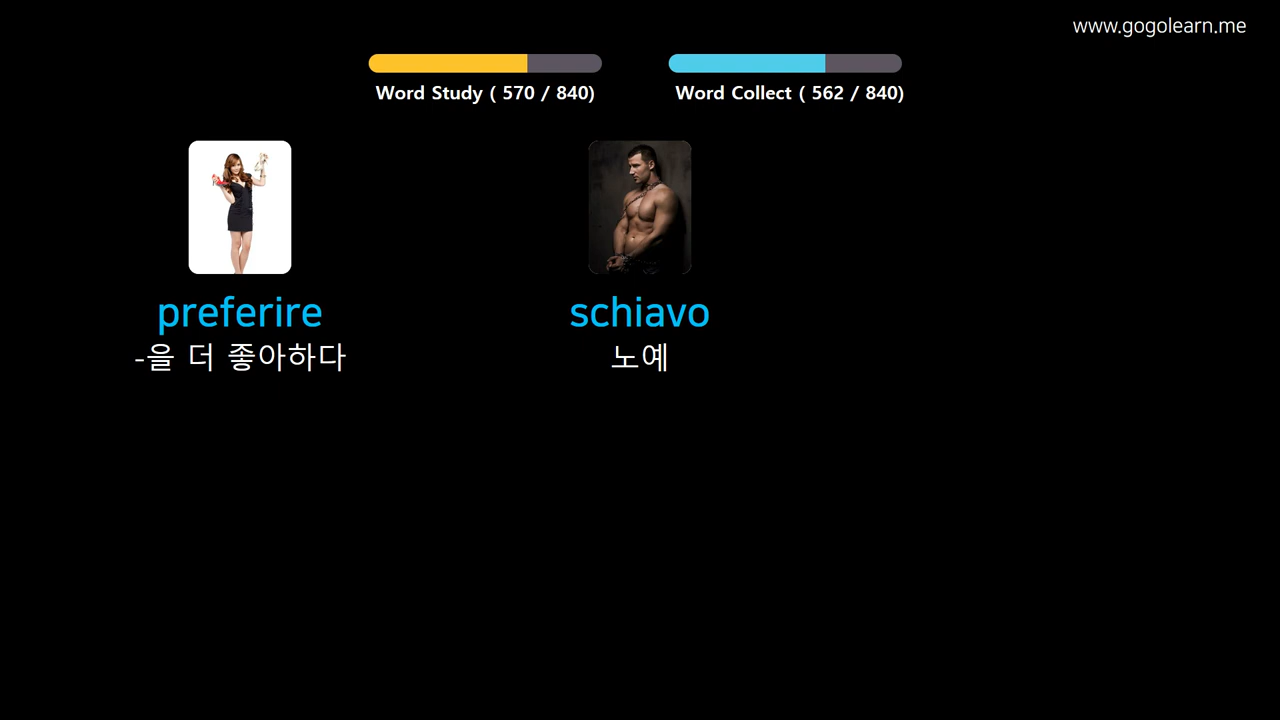 www.gogolearn.me
Word Study ( 570 / 840)
Word Collect ( 562 / 840)
preferire
-을 더 좋아하다
schiavo
노예